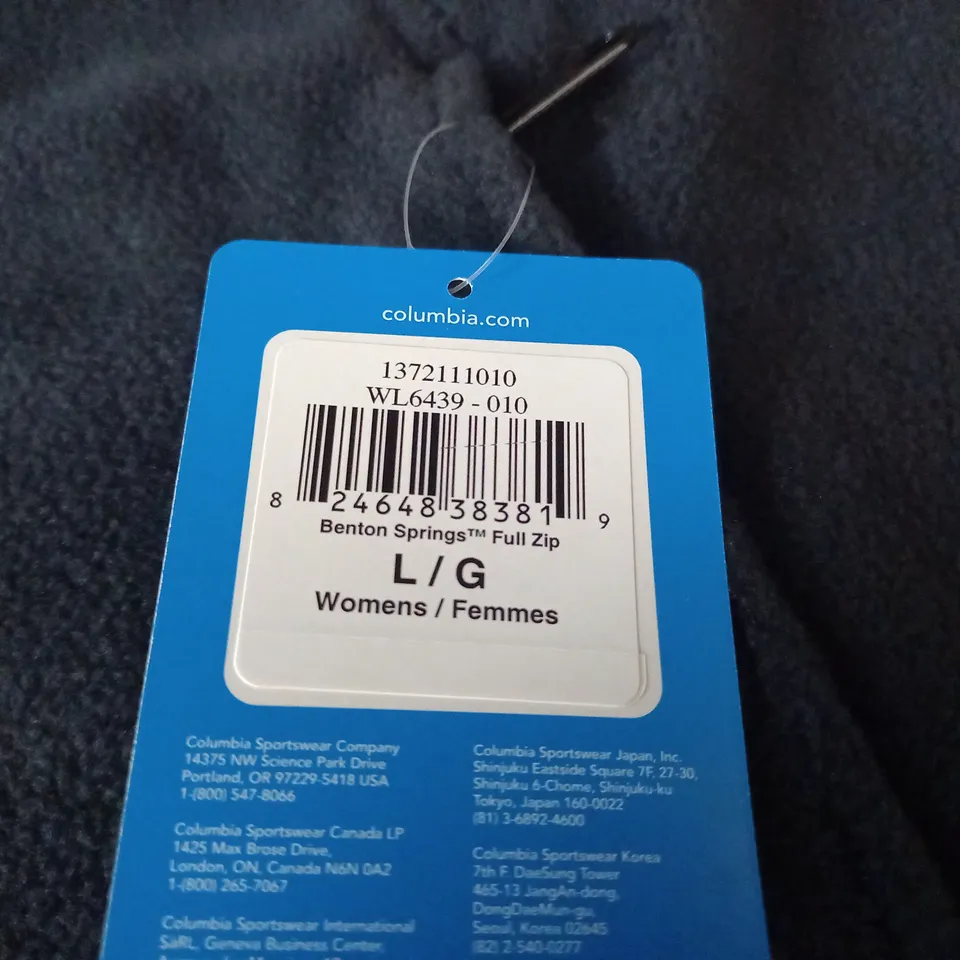 columbia.com
1372111010
WL6439 - 010
8 24648 38381 9
Benton Springs™ Full Zip
L / G
Womens / Femmes
Columbia Sportswear Company
14375 NW Science Park Drive
Portland, OR 97229-5418 USA
1-(800) 547-8066
Columbia Sportswear Canada LP
1425 Max Brose Drive,
London, ON, Canada N6N 0A2
1-(800) 265-7067
Columbia Sportswear International
SaRL, Geneva Business Center,
Columbia Sportswear Japan, Inc.
Shinjuku Eastside Square 7F, 27-30,
Shinjuku 6-Chome, Shinjuku-ku
Tokyo, Japan 160-0022
(81) 3-6892-4600
Columbia Sportswear Korea
7th F. DaeSung Tower
465-13 JangAn-dong,
DongDaeMun-gu,
Seoul, Korea 02645
(82) 2-540-0277